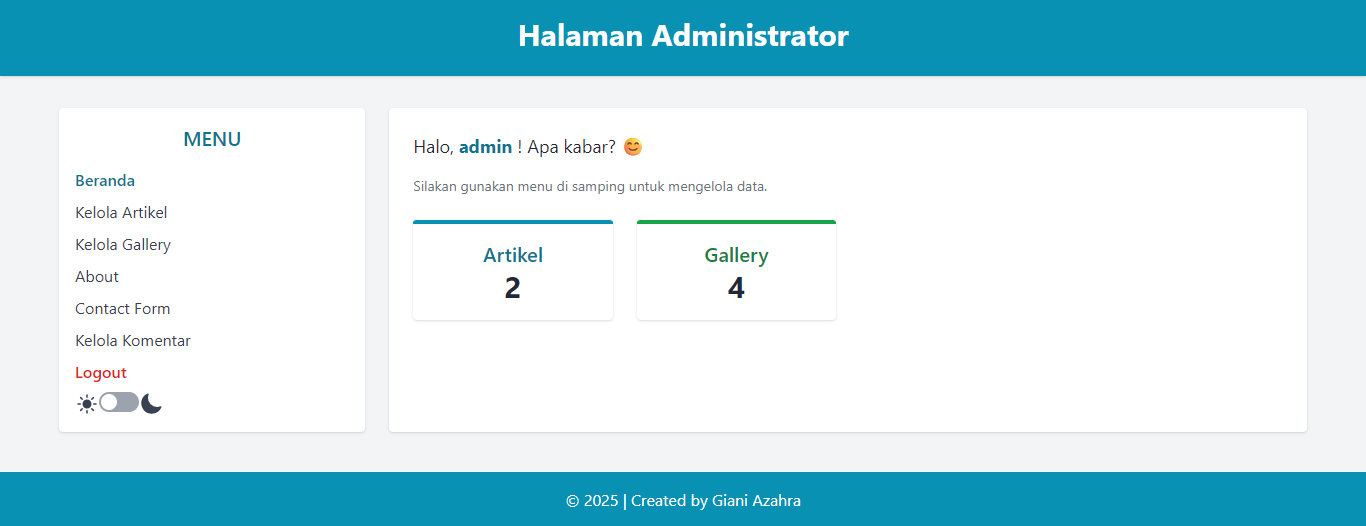 Halaman Administrator
MENU
Beranda
Kelola Artikel
Kelola Gallery
About
Contact Form
Kelola Komentar
Logout
Halo, admin ! Apa kabar? 😊
Silakan gunakan menu di samping untuk mengelola data.
Artikel
2
Gallery
4
© 2025 | Created by Giani Azahra